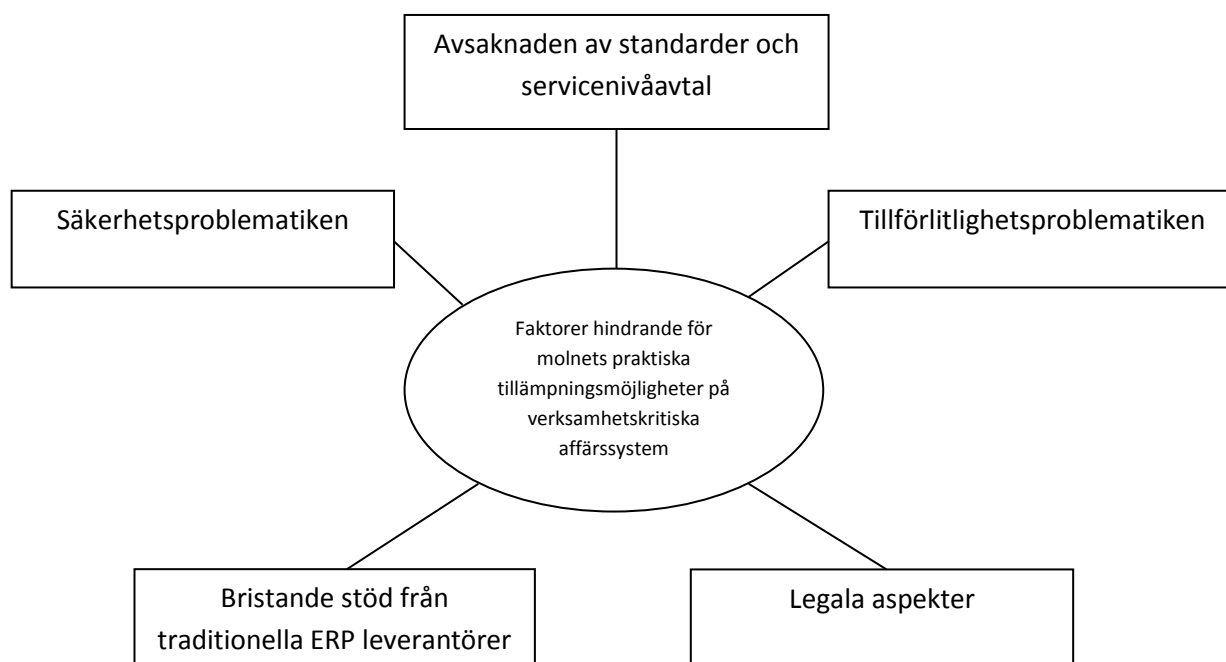 Avsaknaden av standarder och
servicenivåavtal
Säkerhetsproblematiken
Tillförlitlighetsproblematiken
Faktorer hindrande för
molnets praktiska
tillämpningsmöjligheter på
verksamhetskritiska
affärssystem
Bristande stöd från
traditionella ERP leverantörer
Legala aspekter